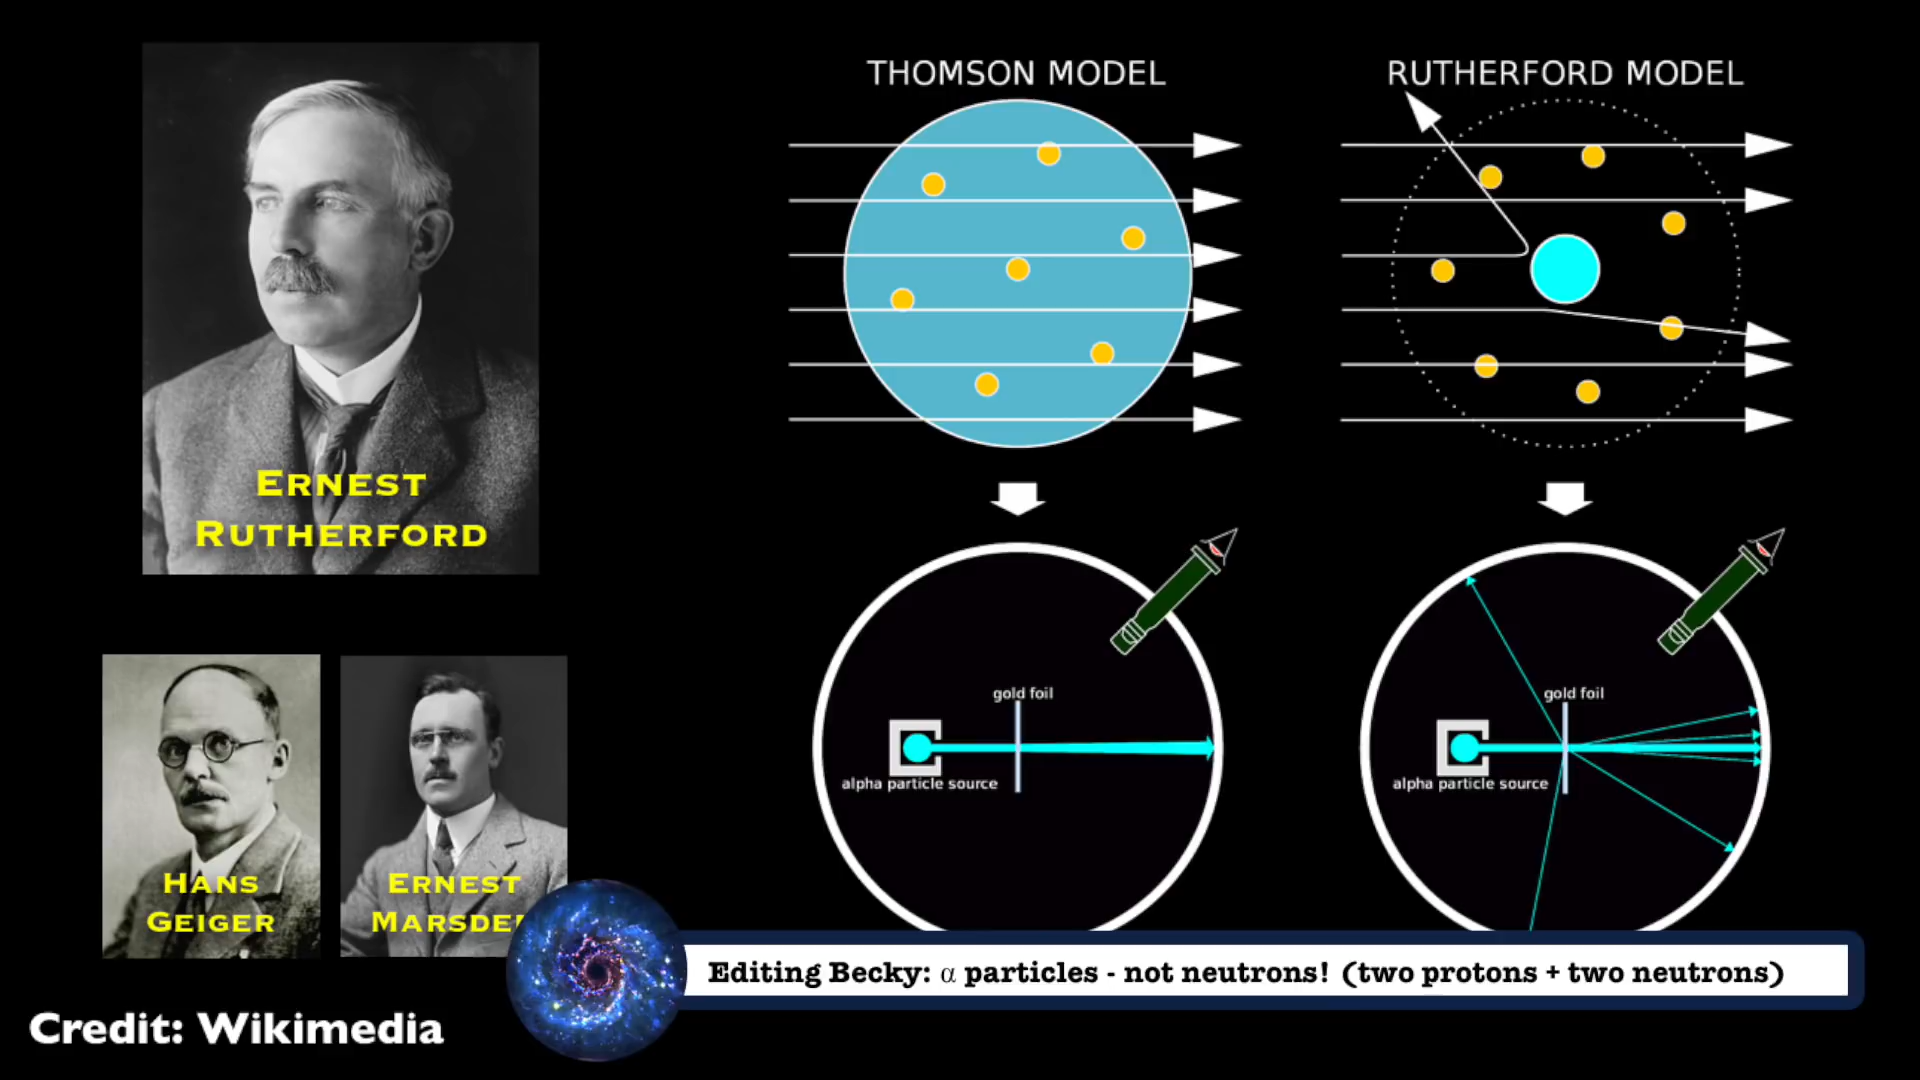 THOMSON MODEL
RUTHERFORD MODEL
ERNEST
RUTHERFORD
gold foil
alpha particle source
gold foil
alpha particle source
HANS
GEIGER
ERNEST
MARSDE
Editing Becky: α particles - not neutrons! (two protons + two neutrons)
Credit: Wikimedia